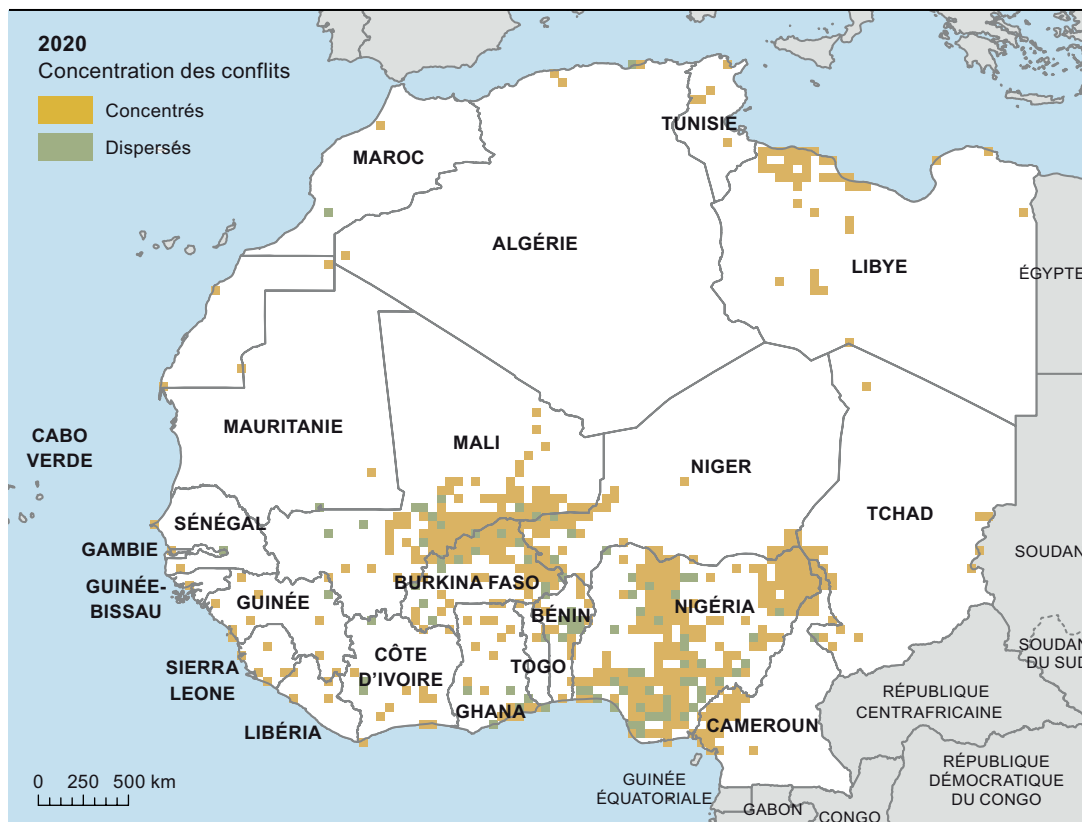 2020
Concentration des conflits
Concentrés
Dispersés
TUNISIE
MAROC
ALGÉRIE
LIBYE
ÉGYPTE
MAURITANIE
CABO
VERDE
MALI
NIGER
TCHAD
SÉNÉGAL
GAMBIE
SOUDAN
GUINÉE-
BISSAU
GUINÉE
BURKINA FASO
BÉNIN
NIGÉRIA
SIERRA
LEONE
CÔTE
D'IVOIRE
TOGO
SOUDAN
DU SUD
LIBÉRIA
GHANA
CAMEROUN
RÉPUBLIQUE
CENTRAFRICAINE
0 250 500 km
GUINÉE
ÉQUATORIALE
GABON
CONGO
RÉPUBLIQUE
DÉMOCRATIQUE
DU CONGO